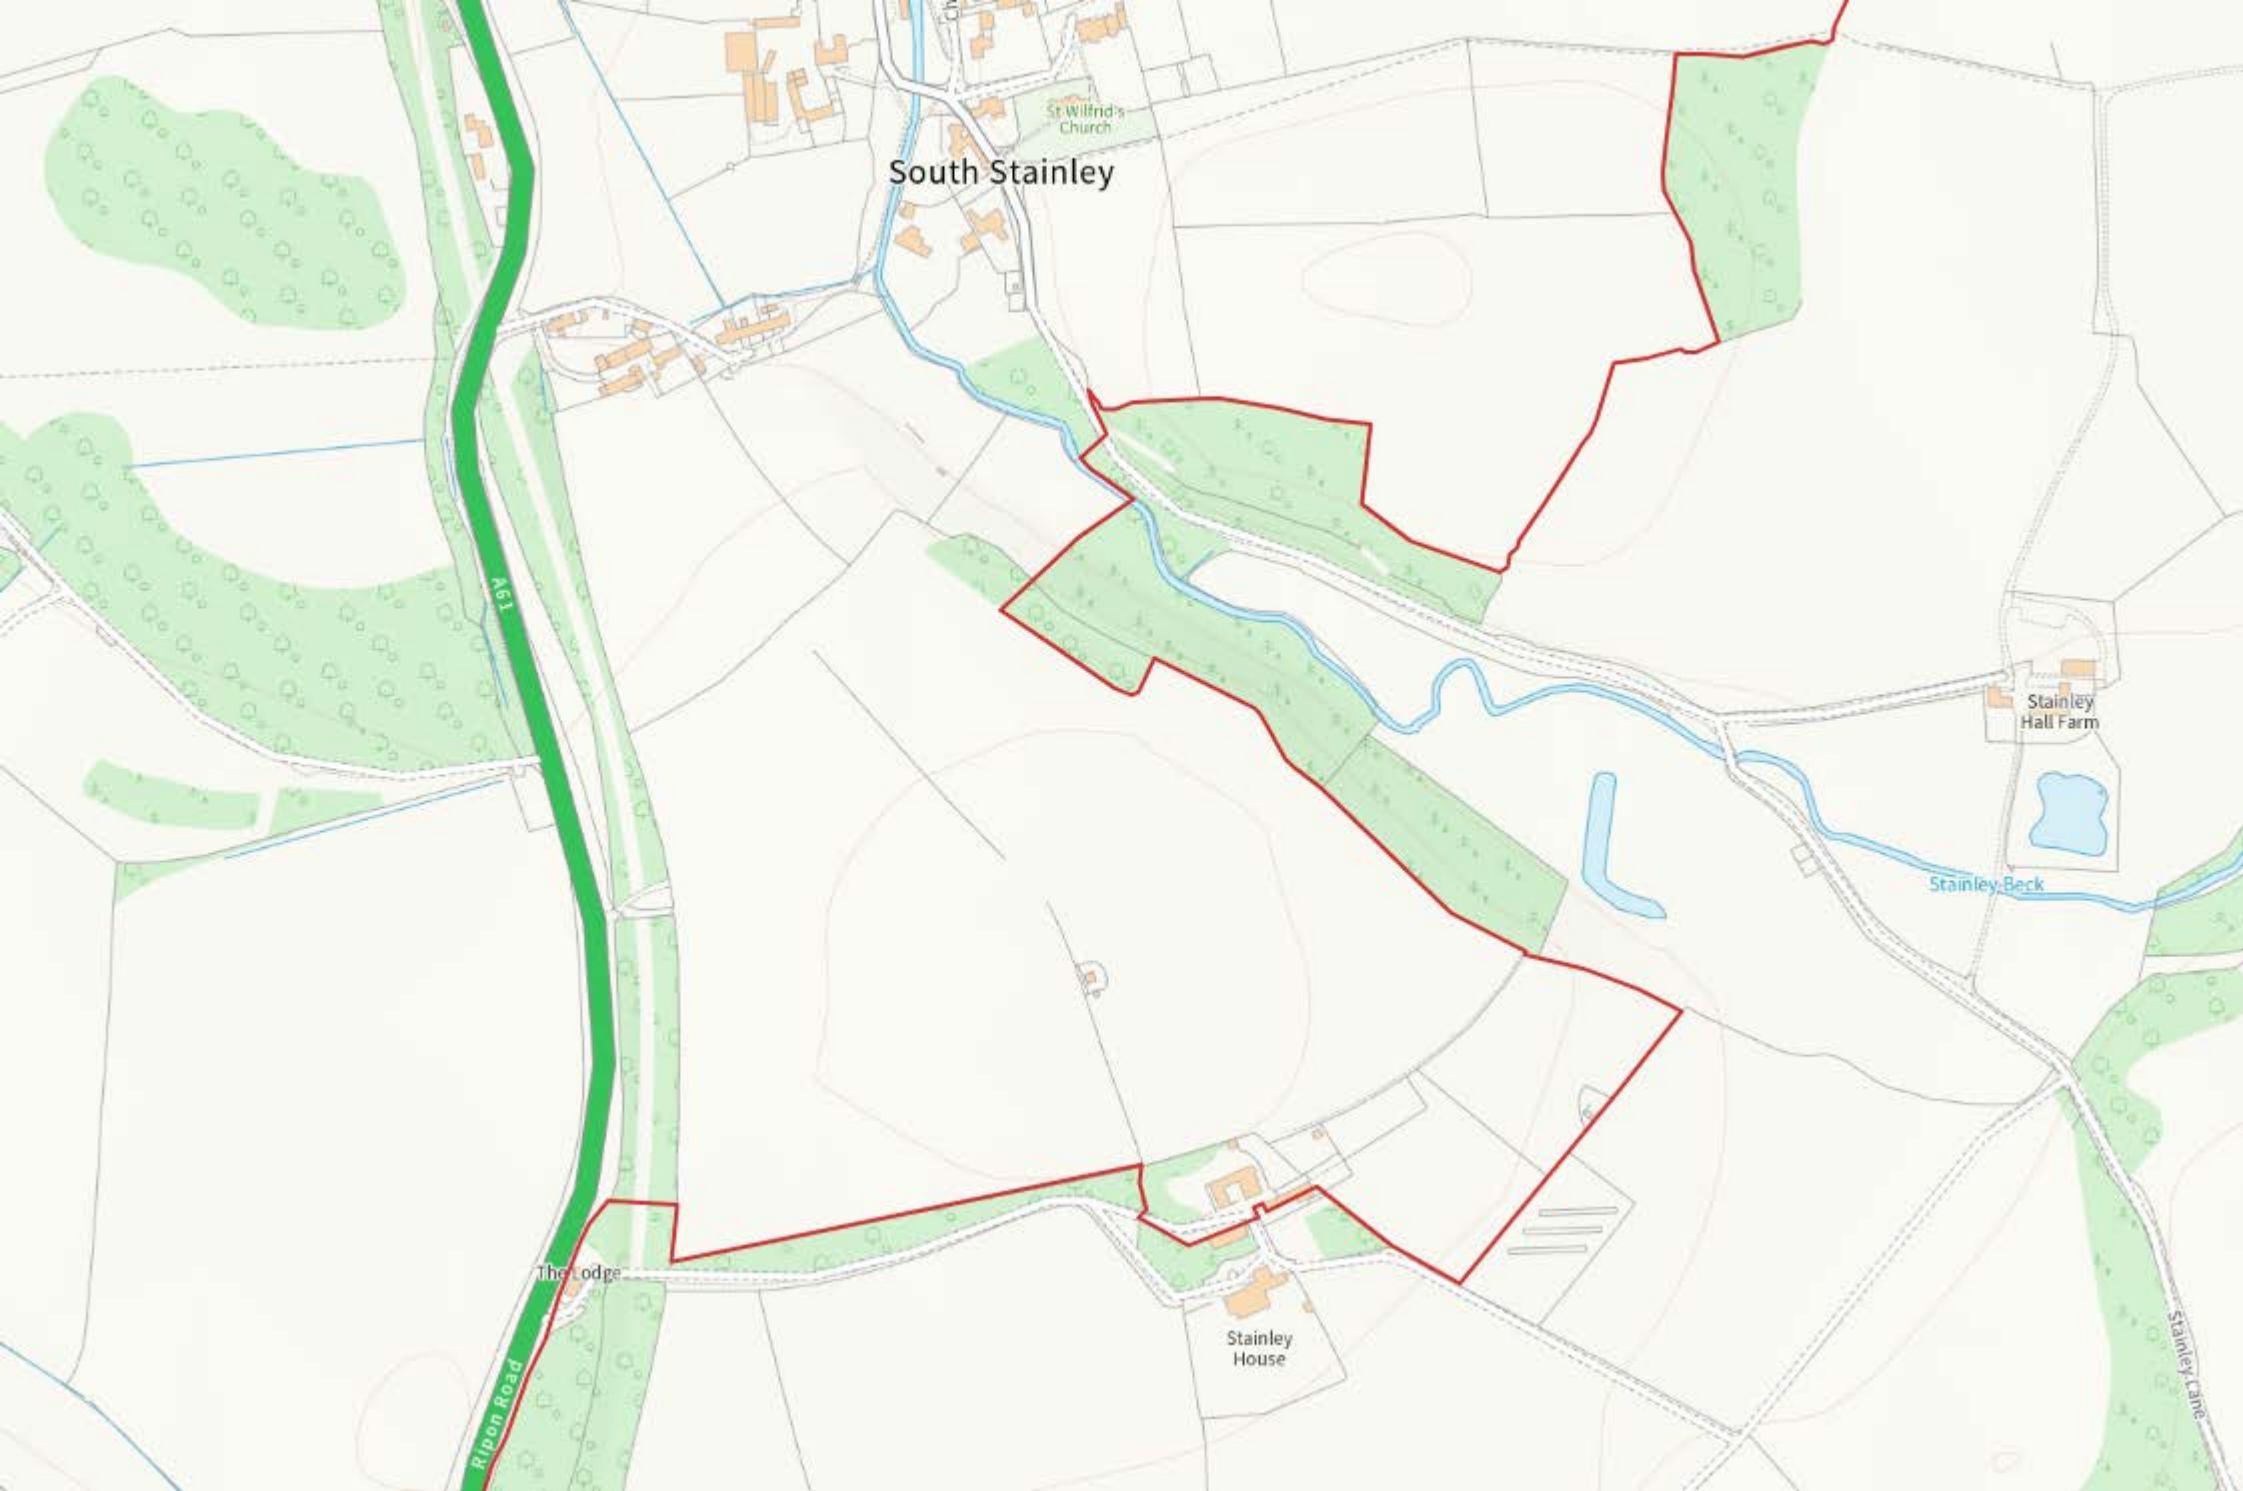 St Wilfrid's
Church
South Stainley
A61
Stainley
Hall Farm
Stainley Beck
The Lodge
Stainley
House
Ripon Road
Stainley Lane